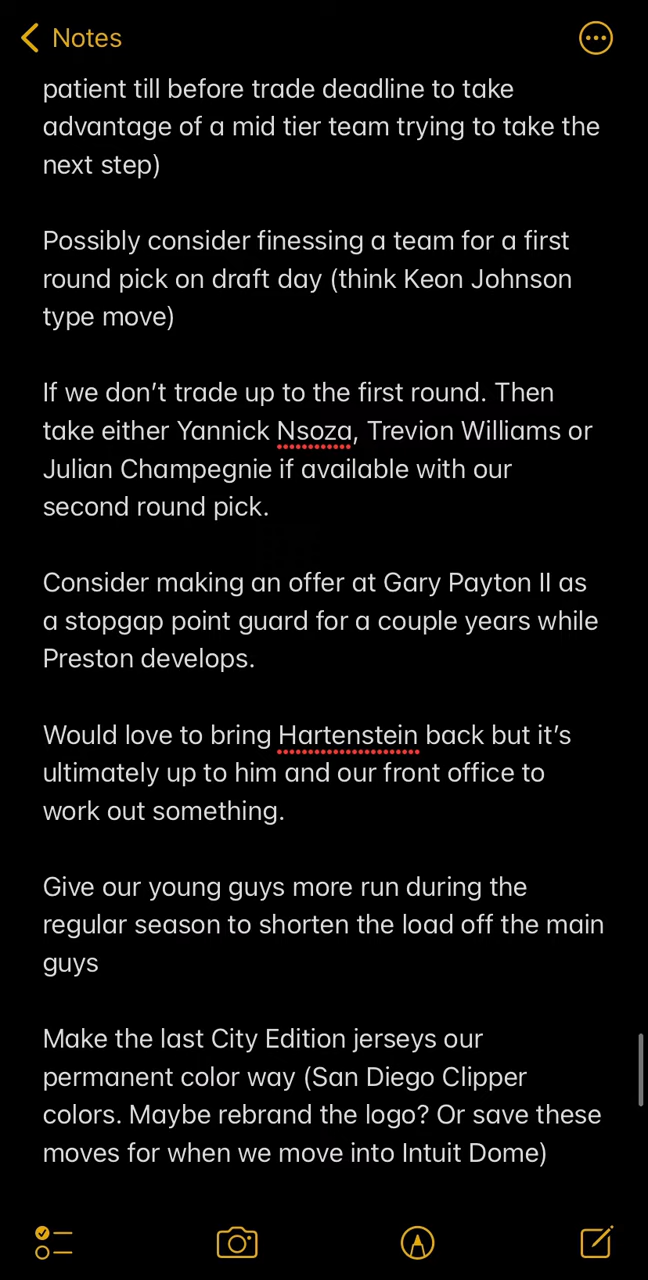 Notes
patient till before trade deadline to take
advantage of a mid tier team trying to take the
next step)
Possibly consider finessing a team for a first
round pick on draft day (think Keon Johnson
type move)
If we don’t trade up to the first round. Then
take either Yannick Nsoza, Trevion Williams or
Julian Champegnie if available with our
second round pick.
Consider making an offer at Gary Payton II as
a stopgap point guard for a couple years while
Preston develops.
Would love to bring Hartenstein back but it’s
ultimately up to him and our front office to
work out something.
Give our young guys more run during the
regular season to shorten the load off the main
guys
Make the last City Edition jerseys our
permanent color way (San Diego Clipper
colors. Maybe rebrand the logo? Or save these
moves for when we move into Intuit Dome)